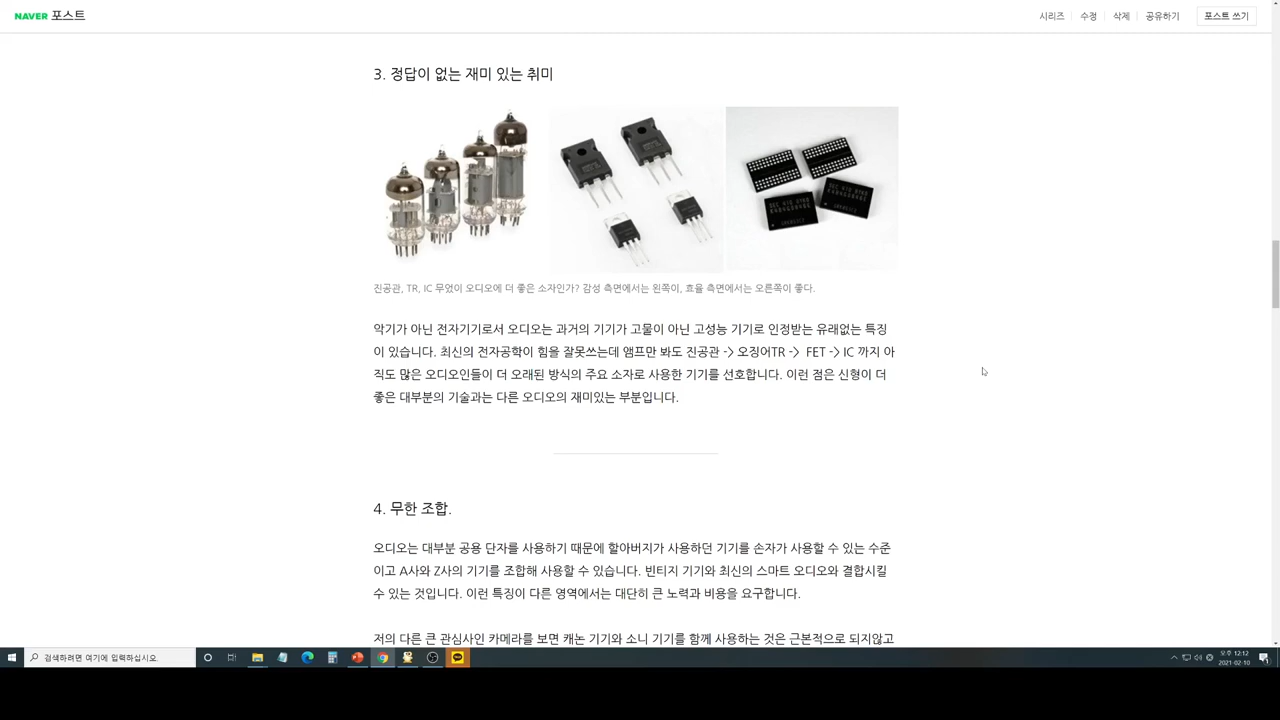 NAVER 포스트
시리즈 수정 삭제 공유하기 포스트 쓰기
3. 정답이 없는 재미 있는 취미
진공관, TR, IC 무엇이 오디오에 더 좋은 소자인가? 감성 측면에서는 왼쪽이, 효율 측면에서는 오른쪽이 좋다.
악기가 아닌 전자기기로서 오디오는 과거의 기기가 고물이 아닌 고성능 기기로 인정받는 유래없는 특징
이 있습니다. 최신의 전자공학이 힘을 잘못쓰는데 앰프만 봐도 진공관 -> 오징어TR -> FET -> IC 까지 아
직도 많은 오디오인들이 더 오래된 방식의 주요 소자로 사용한 기기를 선호합니다. 이런 점은 신형이 더
좋은 대부분의 기술과는 다른 오디오의 재미있는 부분입니다.
4. 무한 조합.
오디오는 대부분 공용 단자를 사용하기 때문에 할아버지가 사용하던 기기를 손자가 사용할 수 있는 수준
이고 A사와 Z사의 기기를 조합해 사용할 수 있습니다. 빈티지 기기와 최신의 스마트 오디오와 결합시킬
수 있는 것입니다. 이런 특징이 다른 영역에서는 대단히 큰 노력과 비용을 요구합니다.
저의 다른 큰 관심사인 카메라를 보면 캐논 기기와 소니 기기를 함께 사용하는 것은 근본적으로 되지않고
검색하려면 여기에 입력하십시오.
오후 12:12
2021-02-10